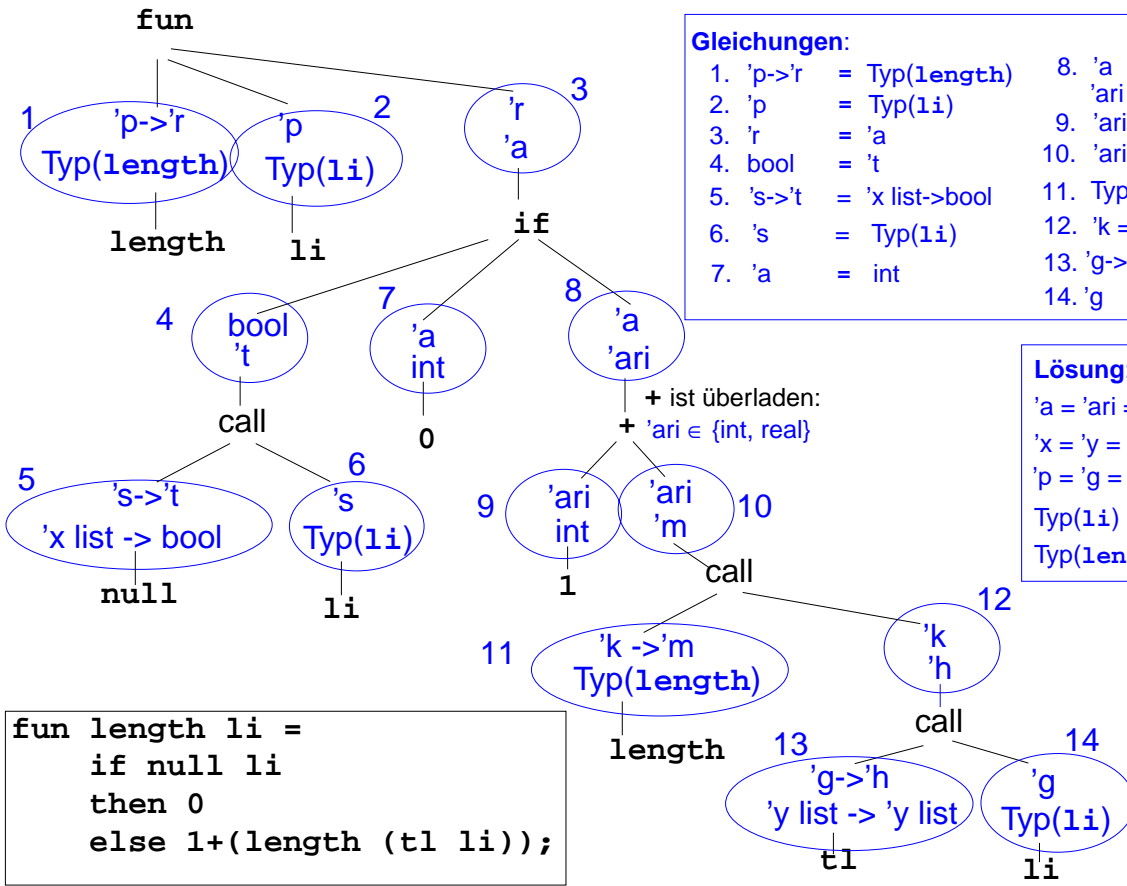 fun
1
'p->'r
Typ(length)
length
'p
2
Typ(li)
li
'r
3
'a
if
Gleichungen:
1. 'p->'r = Typ(length)
2. 'p = Typ(li)
3. 'r = 'a
4. bool = 't
5. 's->'t = 'x list->bool
6. 's = Typ(li)
7. 'a = int
8. 'a
'ari
9. 'ari
10. 'ari
11. Typ
12. 'k =
13. 'g->
14. 'g
4
bool
't
call
7
'a
int
0
8
'a
'ari
+ ist überladen:
+ 'ari ∈ {int, real}
Lösung:
'a = 'ari =
'x = 'y =
'p = 'g =
Typ(li)
Typ(len
5
's->'t
'x list -> bool
null
6
's
Typ(li)
li
9
'ari
int
1
'ari
'm
10
call
11
'k ->'m
Typ(length)
length
12
'k
'h
call
13
'g->'h
'y list -> 'y list
tl
14
'g
Typ(li)
li
fun length li =
if null li
then 0
else 1+(length (tl li));